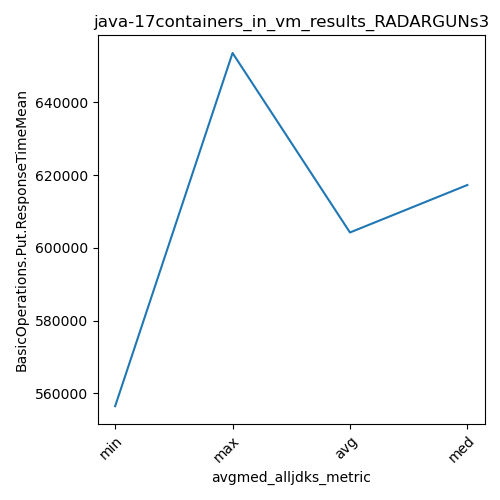 java-17containers_in_vm_results_RADARGUNs3
BasicOperations.Put.ResponseTimeMean
640000
620000
600000
580000
560000
min
max
avg
med
avgmed_alljdks_metric